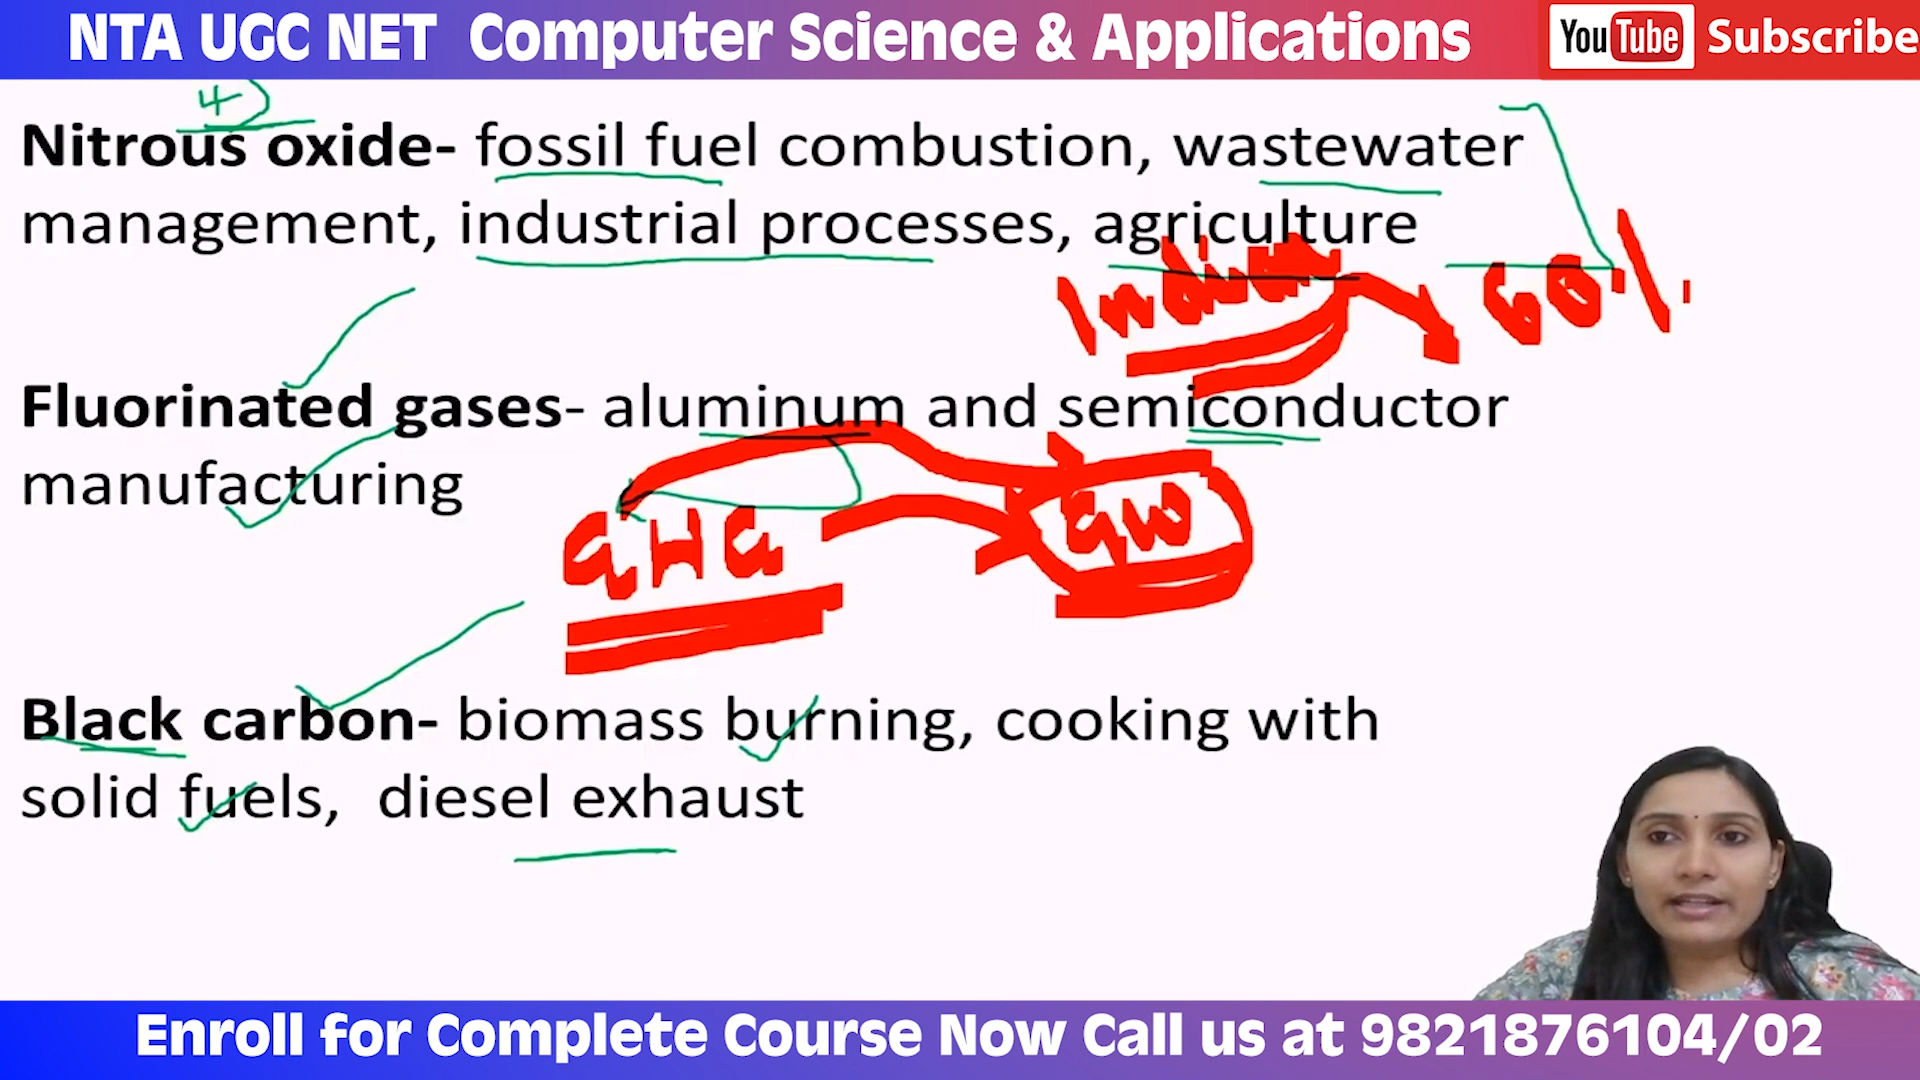 NTA UGC NET Computer Science & Applications
YouTube Subscribe
4)
Nitrous oxide- fossil fuel combustion, wastewater
management, industrial processes, agriculture
Indian 60%
Fluorinated gases- aluminum and semiconductor
manufacturing
GHG GW
Black carbon- biomass burning, cooking with
solid fuels, diesel exhaust
Enroll for Complete Course Now Call us at 9821876104/02